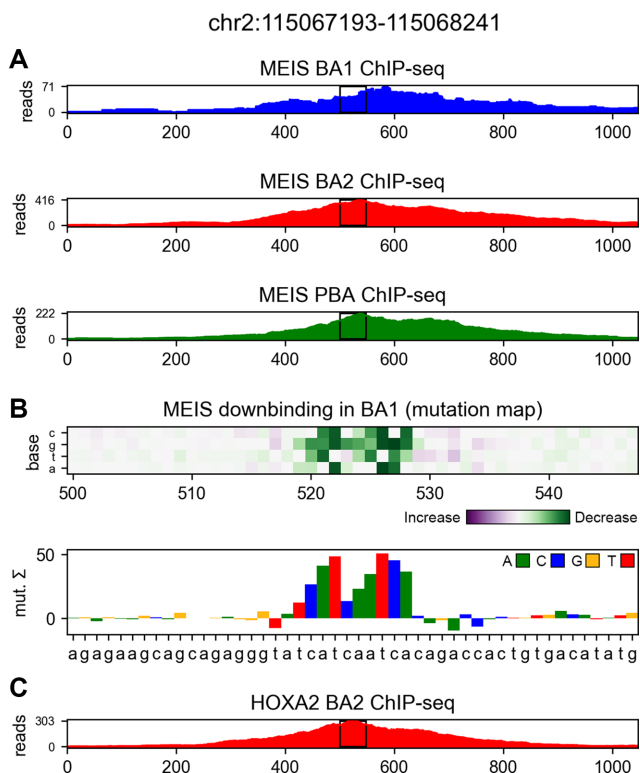 chr2:115067193-115068241
A
MEIS BA1 ChIP-seq
reads
71
0
0 200 400 600 800 1000
MEIS BA2 ChIP-seq
reads
416
0
0 200 400 600 800 1000
MEIS PBA ChIP-seq
reads
222
0
0 200 400 600 800 1000
B
MEIS downbinding in BA1 (mutation map)
base
c
g
t
a
500 510 520 530 540
Increase Decrease
mut. Σ
50
0
A C G T
a g a g a a g c a g c a g a g g g t a t c a t c a a t c a c a g a c c a c t g t g a c a t a t g
C
HOXA2 BA2 ChIP-seq
reads
303
0
0 200 400 600 800 1000